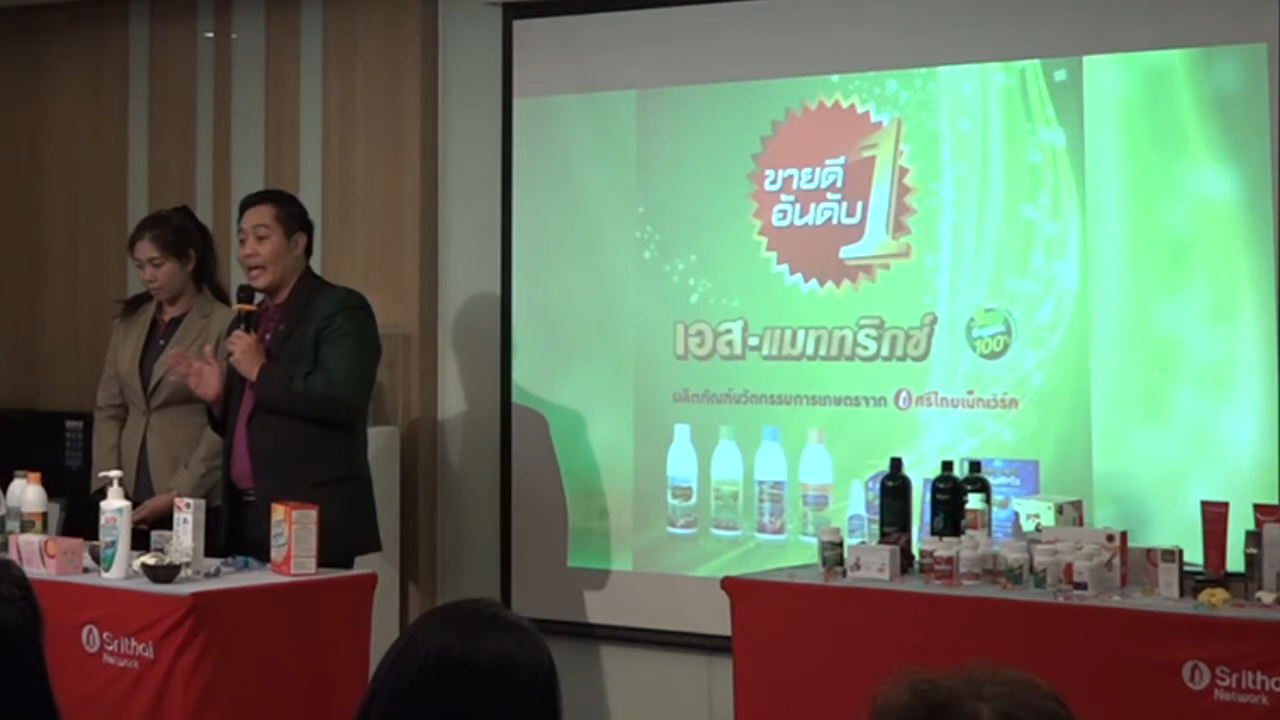 ขายดี
อันดับ 1
เอส-แมททริกซ์
100%
ผลิตภัณฑ์นวัตกรรมการเกษตรจาก ศรีไทยเน็ทเวิร์ค
Srithai
Network
Srithai
Network